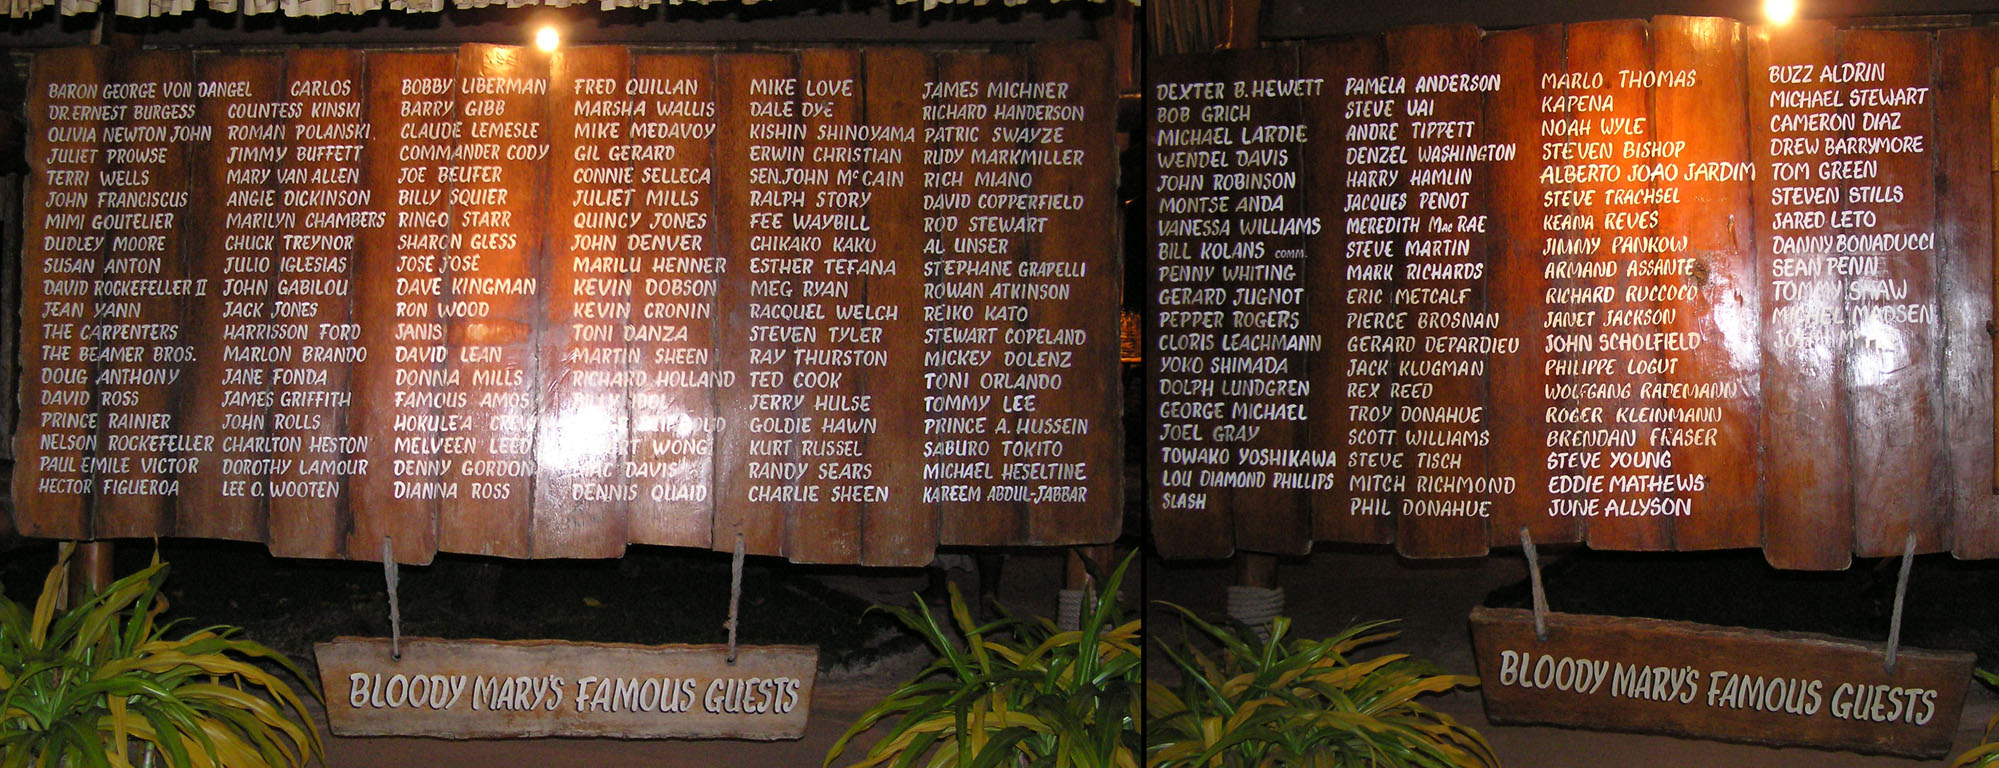 BARON GEORGE VON DANGEL
DR. ERNEST BURGESS
OLIVIA NEWTON JOHN
JULIET PROWSE
TERRI WELLS
JOHN FRANCISCUS
MIMI GOUTELIER
DUDLEY MOORE
SUSAN ANTON
DAVID ROCKEFELLER II
JEAN YANN
THE CARPENTERS
THE BEAMER BROS.
DOUG ANTHONY
DAVID ROSS
PRINCE RAINIER
NELSON ROCKEFELLER
PAUL EMILE VICTOR
HECTOR FIGUEROA
CARLOS
COUNTESS KINSKI
ROMAN POLANSKI
JIMMY BUFFETT
MARY VAN ALLEN
ANGIE DICKINSON
MARILYN CHAMBERS
CHUCK TREYNOR
JULIO IGLESIAS
JOHN GABILOU
JACK JONES
HARRISSON FORD
MARLON BRANDO
JANE FONDA
JAMES GRIFFITH
JOHN ROLLS
CHARLTON HESTON
DOROTHY LAMOUR
LEE O. WOOTEN
BOBBY LIBERMAN
BARRY GIBB
CLAUDE LEMESLE
COMMANDER CODY
JOE BEUFER
BILLY SQUIER
RINGO STARR
SHARON GLESS
JOSE JOSE
DAVE KINGMAN
RON WOOD
JANIS
DAVID LEAN
DONNA MILLS
FAMOUS AMOS
HOKULE'A CREW
MELVEEN LEED
DENNY GORDON
DIANNA ROSS
FRED QUILLAN
MARSHA WALLIS
MIKE MEDAVOY
GIL GERARD
CONNIE SELLECA
JULIET MILLS
QUINCY JONES
JOHN DENVER
MARILU HENNER
KEVIN DOBSON
KEVIN CRONIN
TONI DANZA
MARTIN SHEEN
RICHARD HOLLAND
BILLY IDOL
WONG
MAC DAVIS
DENNIS QUAID
MIKE LOVE
DALE DYE
KISHIN SHINOYAMA
ERWIN CHRISTIAN
SEN. JOHN McCAIN
RALPH STORY
FEE WAYBILL
CHIKAKO KAKU
ESTHER TEFANA
MEG RYAN
RACQUEL WELCH
STEVEN TYLER
RAY THURSTON
TED COOK
JERRY HULSE
GOLDIE HAWN
KURT RUSSEL
RANDY SEARS
CHARLIE SHEEN
JAMES MICHNER
RICHARD HANDERSON
PATRIC SWAYZE
RUDY MARKMILLER
RICH MIANO
DAVID COPPERFIELD
ROD STEWART
AL UNSER
STEPHANE GRAPELLI
ROWAN ATKINSON
REIKO KATO
STEWART COPELAND
MICKEY DOLENZ
TONI ORLANDO
TOMMY LEE
PRINCE A. HUSSEIN
SABURO TOKITO
MICHAEL HESELTINE
KAREEM ABDUL-JABBAR
BLOODY MARY'S FAMOUS GUESTS
DEXTER B. HEWETT
BOB GRICH
MICHAEL LARDIE
WENDEL DAVIS
JOHN ROBINSON
MONTSE ANDA
VANESSA WILLIAMS
BILL KOLANS COMM.
PENNY WHITING
GERARD JUGNOT
PEPPER ROGERS
CLORIS LEACHMANN
YOKO SHIMADA
DOLPH LUNDGREN
GEORGE MICHAEL
JOEL GRAY
TOWAKO YOSHIKAWA
LOU DIAMOND PHILLIPS
SLASH
PAMELA ANDERSON
STEVE VAI
ANDRE TIPPETT
DENZEL WASHINGTON
HARRY HAMLIN
JACQUES PENOT
MEREDITH Mac RAE
STEVE MARTIN
MARK RICHARDS
ERIC METCALF
PIERCE BROSNAN
GERARD DEPARDIEU
JACK KLUGMAN
REX REED
TROY DONAHUE
SCOTT WILLIAMS
STEVE TISCH
MITCH RICHMOND
PHIL DONAHUE
MARLO THOMAS
KAPENA
NOAH WYLE
STEVEN BISHOP
ALBERTO JOAO JARDIM
STEVE TRACHSEL
KEANA REVES
JIMMY PANKOW
ARMAND ASSANTE
RICHARD RUCCOCO
JANET JACKSON
JOHN SCHOLFIELD
PHILIPPE LOGUT
WOLFGANG RADEMANN
ROGER KLEINMANN
BRENDAN FRASER
STEVE YOUNG
EDDIE MATHEWS
JUNE ALLYSON
BUZZ ALDRIN
MICHAEL STEWART
CAMERON DIAZ
DREW BARRYMORE
TOM GREEN
STEVEN STILLS
JARED LETO
DANNY BONADUCCI
SEAN PENN
TOMMY SHAW
MICHEL MADSEN
JOHN
BLOODY MARY'S FAMOUS GUESTS